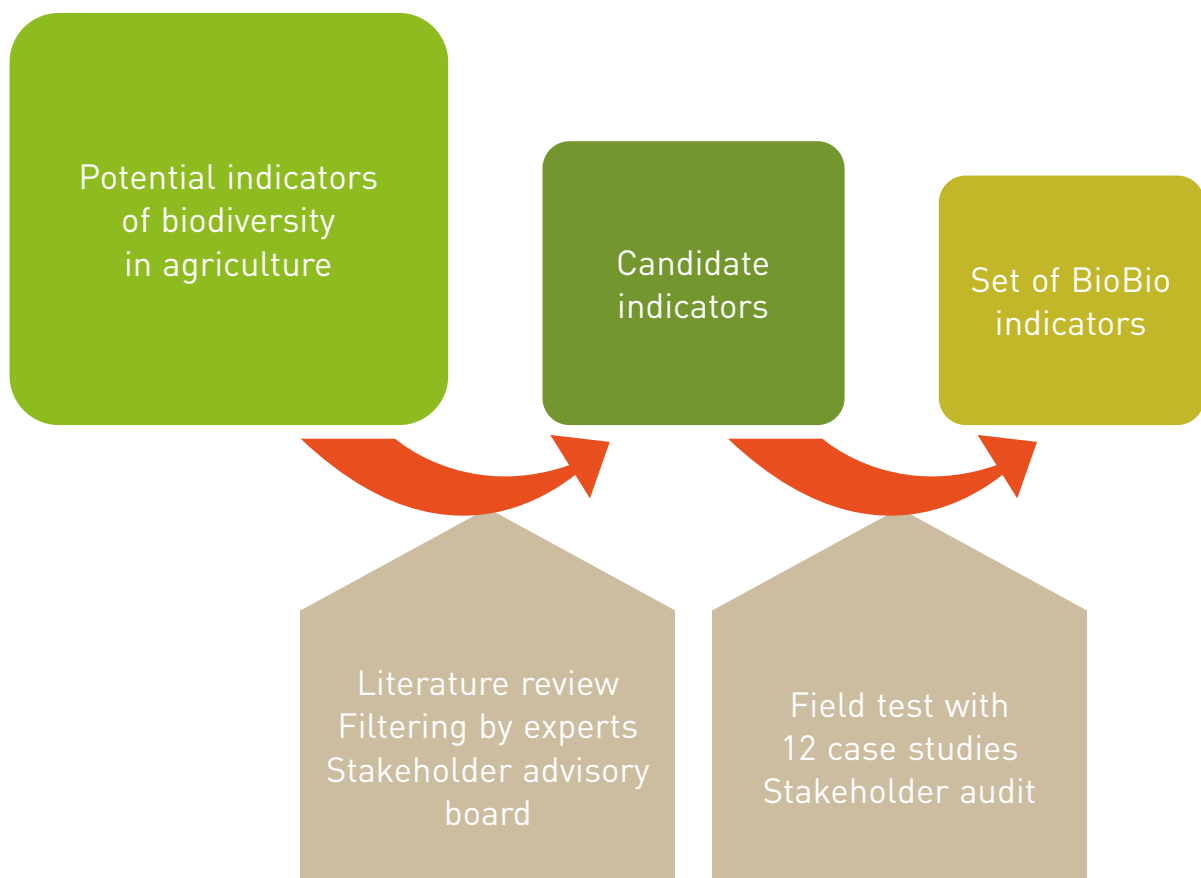 Potential indicators
of biodiversity
in agriculture
Candidate
indicators
Set of BioBio
indicators
Literature review
Filtering by experts
Stakeholder advisory
board
Field test with
12 case studies
Stakeholder audit